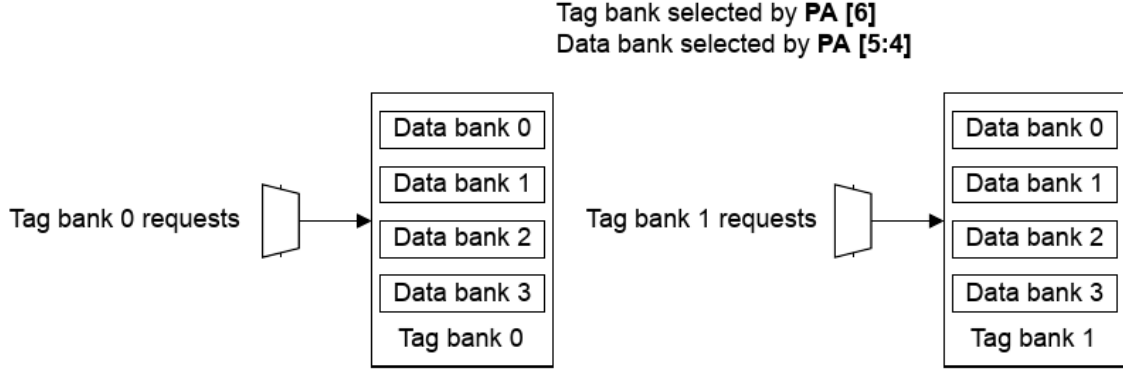 Tag bank selected by PA [6]
Data bank selected by PA [5:4]
Tag bank 0 requests
Data bank 0
Data bank 1
Data bank 2
Data bank 3
Tag bank 0
Tag bank 1 requests
Data bank 0
Data bank 1
Data bank 2
Data bank 3
Tag bank 1